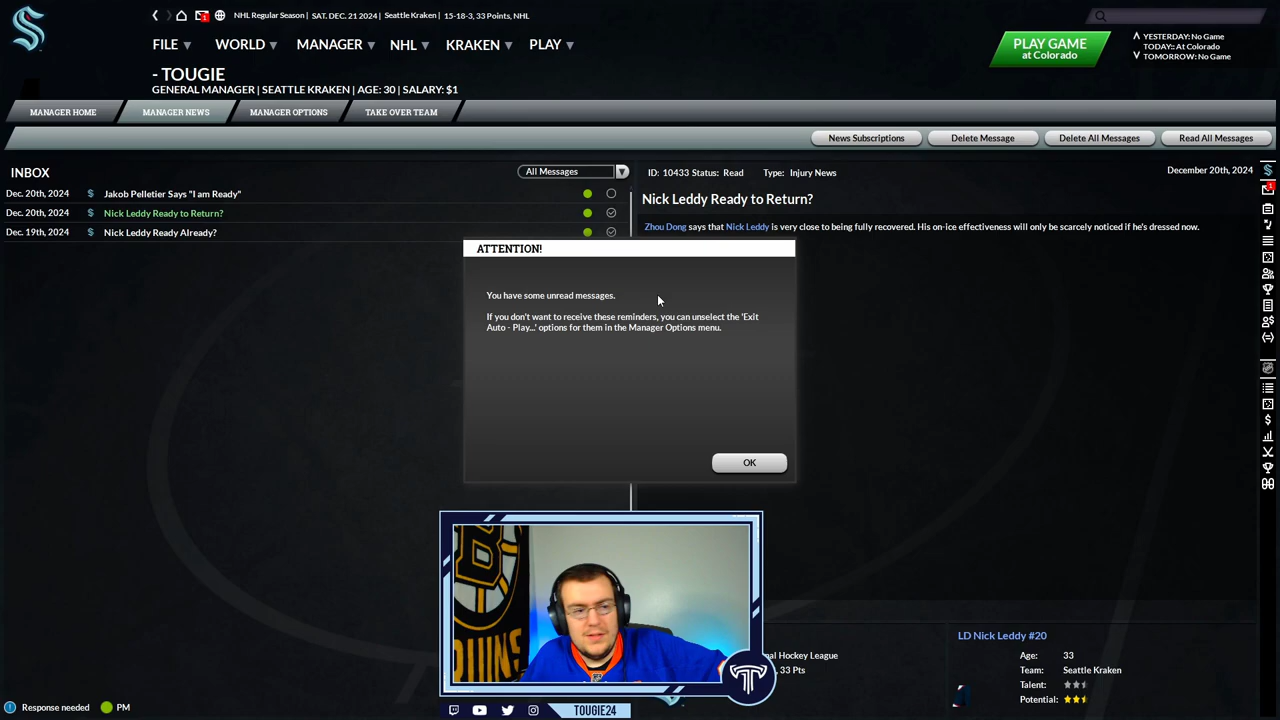 NHL Regular Season | SAT. DEC. 21 2024 | Seattle Kraken | 15-18-3, 33 Points, NHL
FILE WORLD MANAGER NHL KRAKEN PLAY
PLAY GAME
at Colorado
YESTERDAY: No Game
TODAY:: At Colorado
TOMORROW: No Game
- TOUGIE
GENERAL MANAGER | SEATTLE KRAKEN | AGE: 30 | SALARY: $1
MANAGER HOME MANAGER NEWS MANAGER OPTIONS TAKE OVER TEAM
News Subscriptions Delete Message Delete All Messages Read All Messages
INBOX All Messages
Dec. 20th, 2024 Jakob Pelletier Says "I am Ready"
Dec. 20th, 2024 Nick Leddy Ready to Return?
Dec. 19th, 2024 Nick Leddy Ready Already?
ID: 10433 Status: Read Type: Injury News December 20th, 2024
Nick Leddy Ready to Return?
Zhou Dong says that Nick Leddy is very close to being fully recovered. His on-ice effectiveness will only be scarcely noticed if he's dressed now.
ATTENTION!
You have some unread messages.
If you don't want to receive these reminders, you can unselect the 'Exit
Auto - Play...' options for them in the Manager Options menu.
OK
BRUINS
nal Hockey League
, 33 Pts
LD Nick Leddy #20
Age: 33
Team: Seattle Kraken
Talent:
Potential:
Response needed PM
TOUGIE24